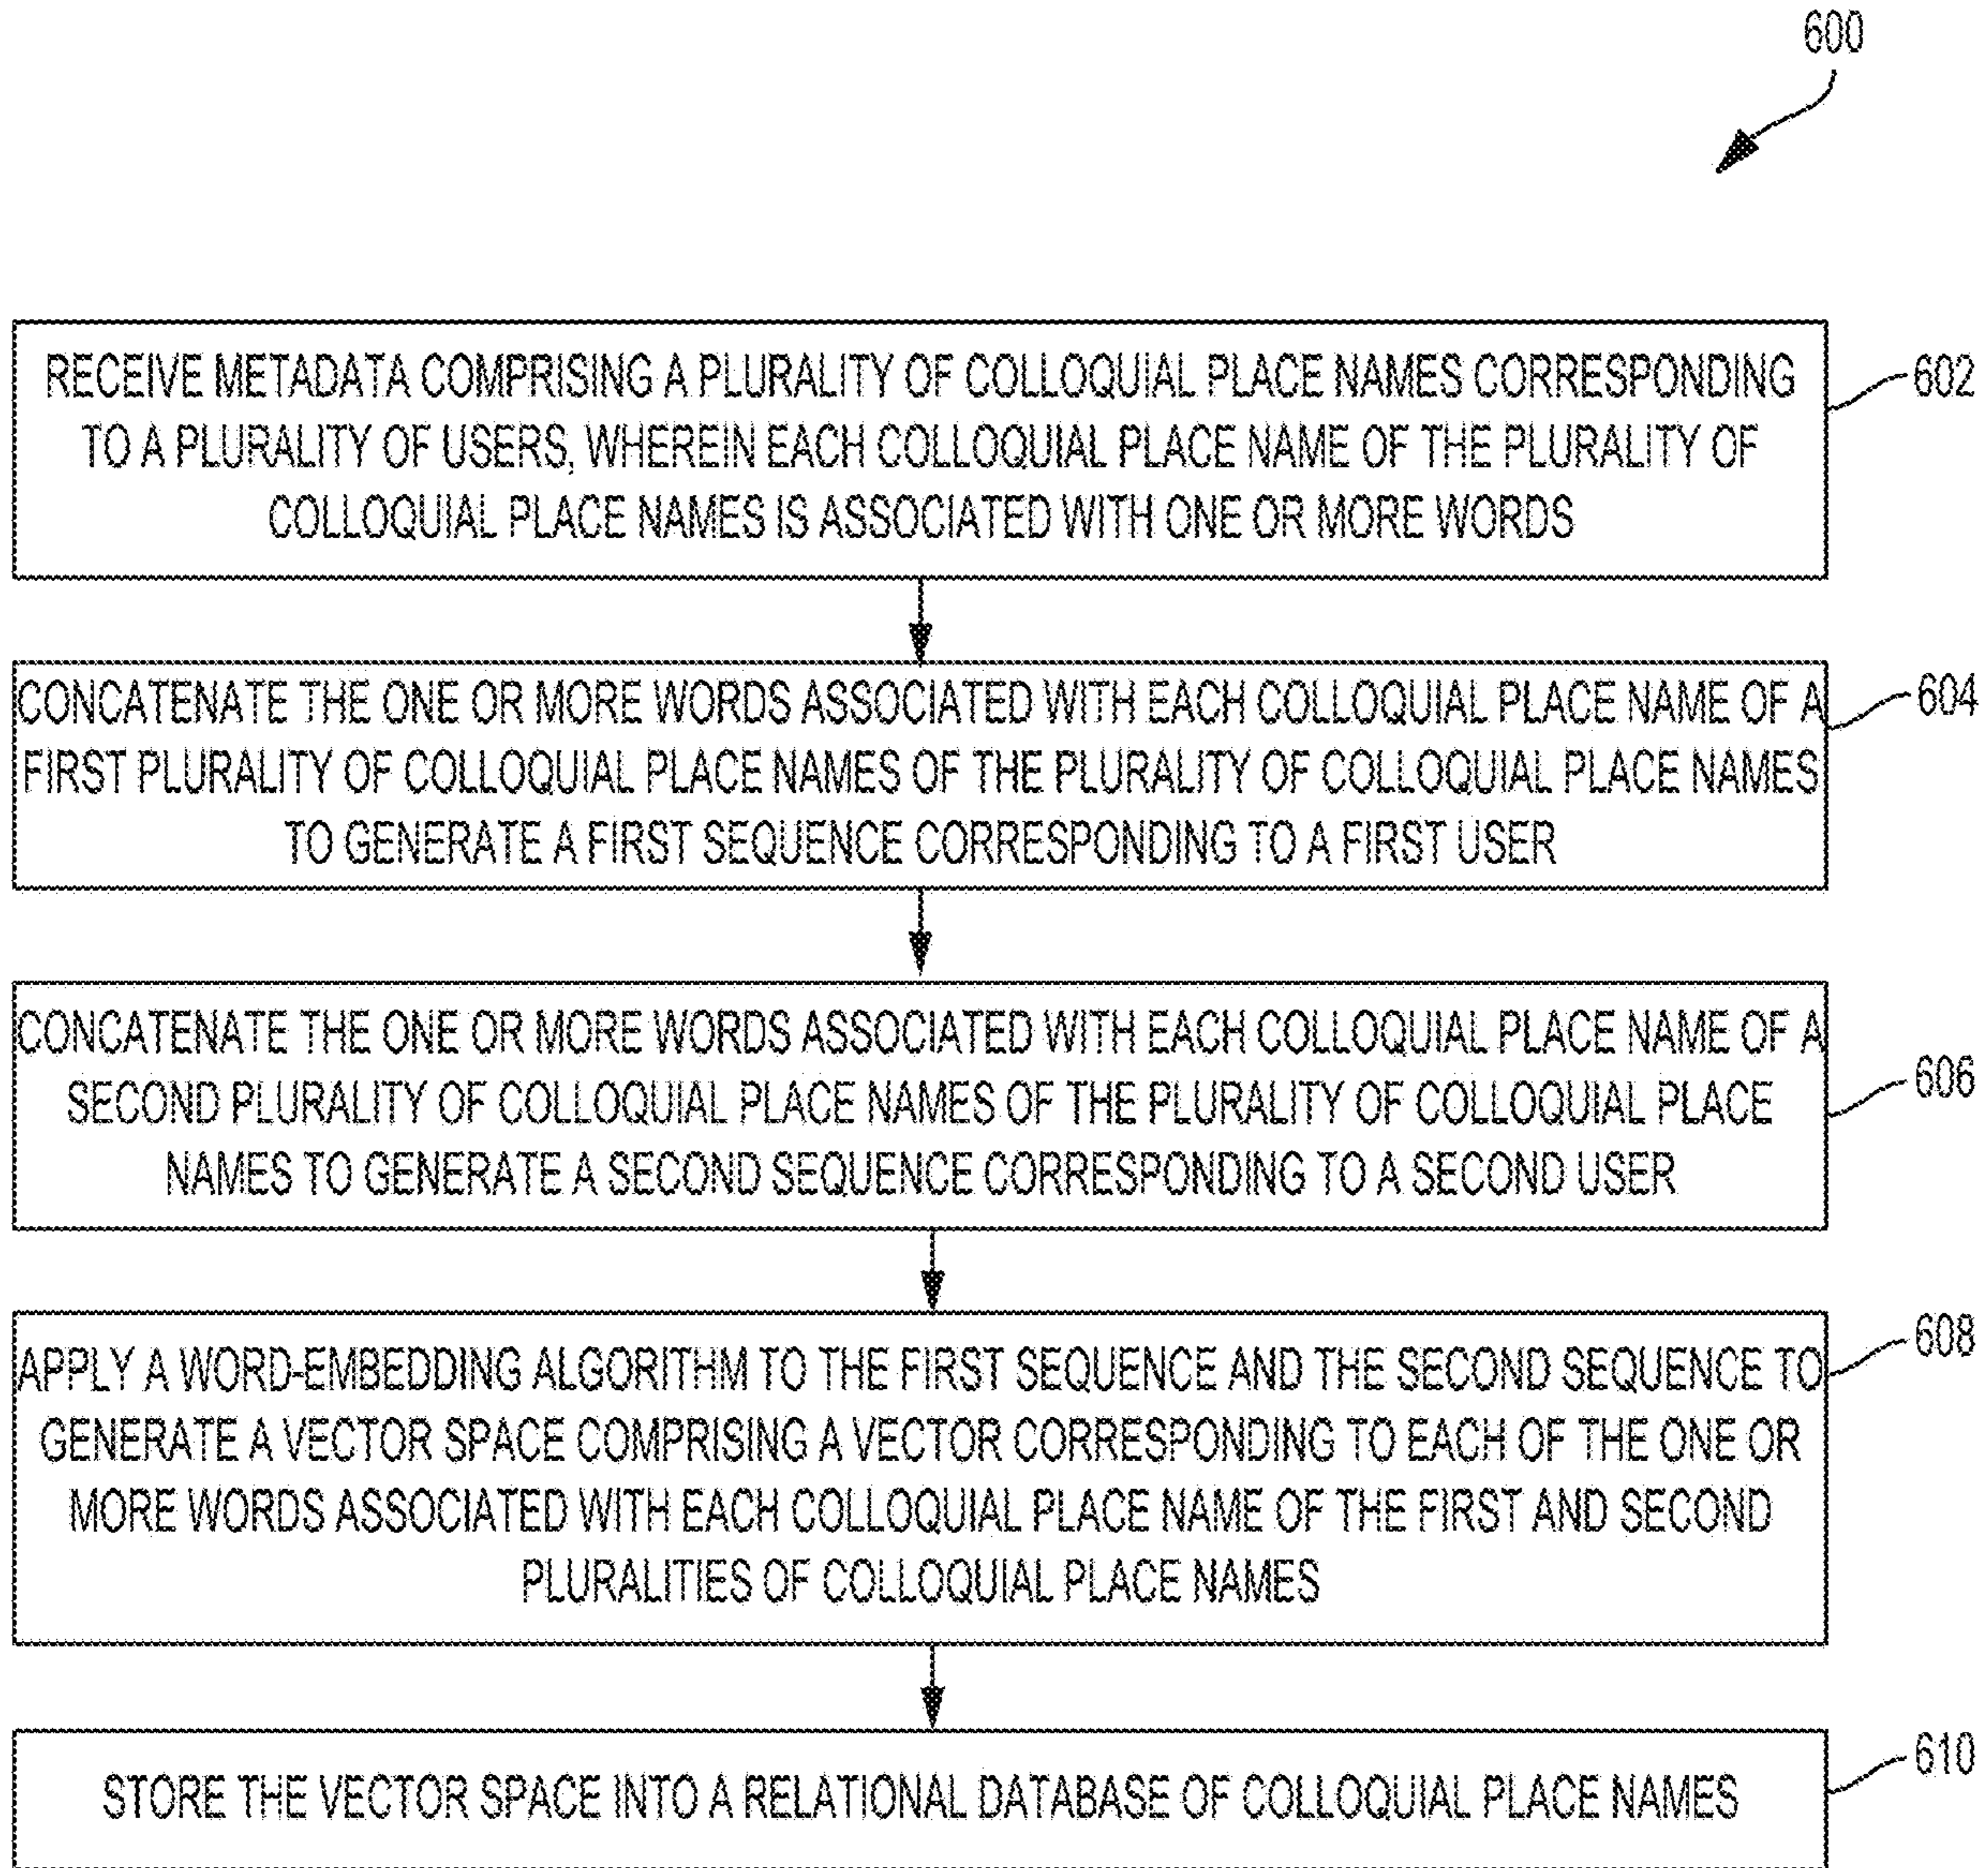 600
RECEIVE METADATA COMPRISING A PLURALITY OF COLLOQUIAL PLACE NAMES CORRESPONDING
TO A PLURALITY OF USERS, WHEREIN EACH COLLOQUIAL PLACE NAME OF THE PLURALITY OF
COLLOQUIAL PLACE NAMES IS ASSOCIATED WITH ONE OR MORE WORDS
602
CONCATENATE THE ONE OR MORE WORDS ASSOCIATED WITH EACH COLLOQUIAL PLACE NAME OF A
FIRST PLURALITY OF COLLOQUIAL PLACE NAMES OF THE PLURALITY OF COLLOQUIAL PLACE NAMES
TO GENERATE A FIRST SEQUENCE CORRESPONDING TO A FIRST USER
604
CONCATENATE THE ONE OR MORE WORDS ASSOCIATED WITH EACH COLLOQUIAL PLACE NAME OF A
SECOND PLURALITY OF COLLOQUIAL PLACE NAMES OF THE PLURALITY OF COLLOQUIAL PLACE
NAMES TO GENERATE A SECOND SEQUENCE CORRESPONDING TO A SECOND USER
606
APPLY A WORD-EMBEDDING ALGORITHM TO THE FIRST SEQUENCE AND THE SECOND SEQUENCE TO
GENERATE A VECTOR SPACE COMPRISING A VECTOR CORRESPONDING TO EACH OF THE ONE OR
MORE WORDS ASSOCIATED WITH EACH COLLOQUIAL PLACE NAME OF THE FIRST AND SECOND
PLURALITIES OF COLLOQUIAL PLACE NAMES
608
STORE THE VECTOR SPACE INTO A RELATIONAL DATABASE OF COLLOQUIAL PLACE NAMES
610